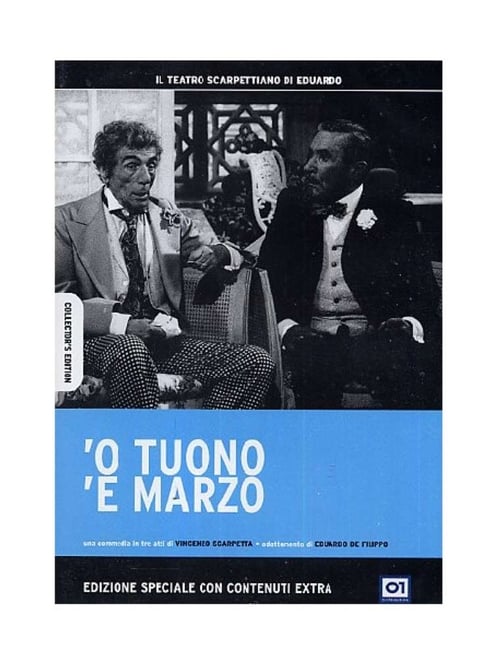 IL TEATRO SCARPETTIANO DI EDUARDO
COLLECTOR'S EDITION
'O TUONO
'E MARZO
una commedia in tre atti di VINCENZO SCARPETTA - adattamento di EDUARDO DE FILIPPO
EDIZIONE SPECIALE CON CONTENUTI EXTRA
01